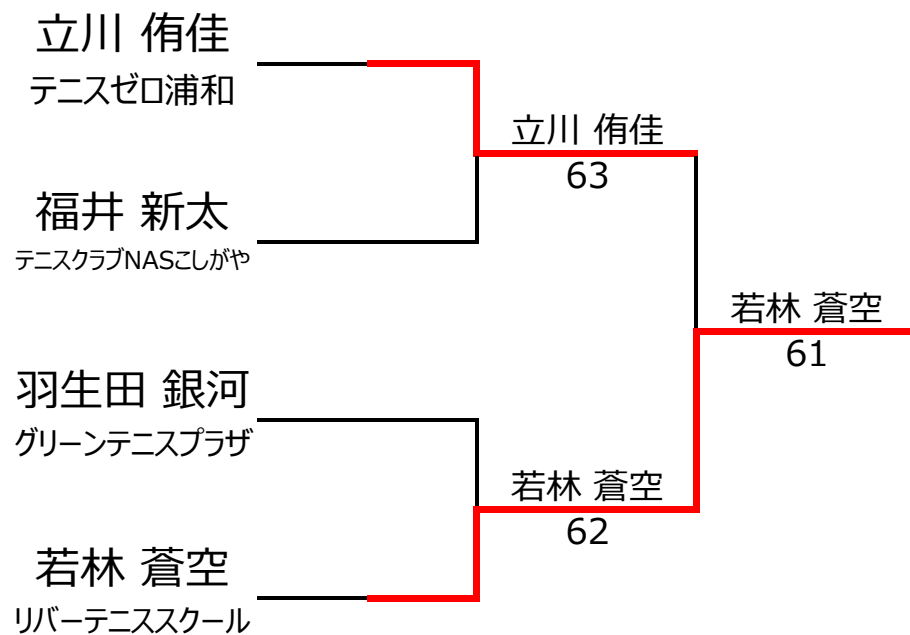 立川 侑佳
テニスゼロ浦和
立川 侑佳
63
福井 新太
テニスクラブNASこしがや
若林 蒼空
61
羽生田 銀河
グリーンテニスプラザ
若林 蒼空
62
若林 蒼空
リバーテニススクール